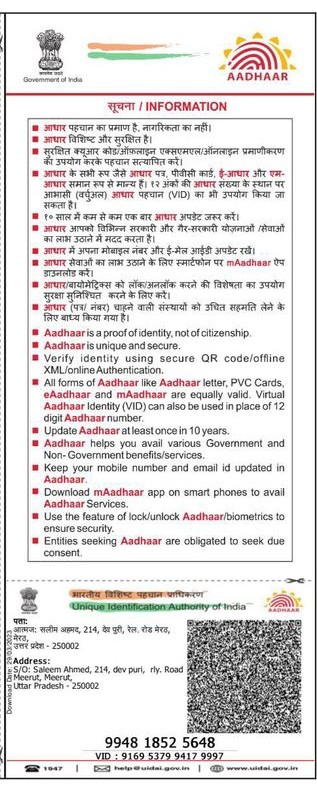 Government of India
AADHAAR
सूचना / INFORMATION
आधार पहचान का प्रमाण है, नागरिकता का नहीं।
आधार विशिष्ट और सुरक्षित है।
सुरक्षित क्यूआर कोड/ऑफ़लाइन एक्सएमएल/ऑनलाइन प्रमाणीकरण
का उपयोग करके पहचान सत्यापित करें।
आधार के सभी रूप जैसे आधार पत्र, पीवीसी कार्ड, ई-आधार और एम-
आधार समान रूप से मान्य हैं। १२ अंकों की आधार संख्या के स्थान पर
आभासी (वर्चुअल) आधार पहचान (VID) का भी उपयोग किया जा
सकता है।
१० साल में कम से कम एक बार आधार अपडेट जरूर करें।
आधार आपको विभिन्न सरकारी और गैर-सरकारी योजनाओं /सेवाओं
का लाभ उठाने में मदद करता है।
आधार में अपना मोबाइल नंबर और ई-मेल आईडी अपडेट रखें।
आधार सेवाओं का लाभ उठाने के लिए स्मार्टफोन पर mAadhaar ऐप
डाउनलोड करें।
आधार/बायोमेट्रिक्स को लॉक/अनलॉक करने की विशेषता का उपयोग
सुरक्षा सुनिश्चित करने के लिए करें।
आधार (पत्र/ नंबर) चाहने वाली संस्थाओं को उचित सहमति लेने के
लिए बाध्य किया गया है।
Aadhaar is a proof of identity, not of citizenship.
Aadhaar is unique and secure.
Verify identity using secure QR code/offline
XML/online Authentication.
All forms of Aadhaar like Aadhaar letter, PVC Cards,
eAadhaar and mAadhaar are equally valid. Virtual
Aadhaar Identity (VID) can also be used in place of 12
digit Aadhaar number.
Update Aadhaar at least once in 10 years.
Aadhaar helps you avail various Government and
Non- Government benefits/services.
Keep your mobile number and email id updated in
Aadhaar.
Download mAadhaar app on smart phones to avail
Aadhaar Services.
Use the feature of lock/unlock Aadhaar/biometrics to
ensure security.
Entities seeking Aadhaar are obligated to seek due
consent.
भारतीय विशिष्ट पहचान प्राधिकरण
Unique Identification Authority of India
AADHAAR
Download Date: 29/03/2023
पता:
आत्मज: सलीम अहमद, 214, देव पुरी, रेल. रोड मेरठ,
मेरठ,
उत्तर प्रदेश - 250002
Address:
S/O: Saleem Ahmed, 214, dev puri, rly. Road
Meerut, Meerut,
Uttar Pradesh - 250002
9948 1852 5648
VID : 9169 5379 9417 9997
1947
help@uidai.gov.in
www.uidai.gov.in